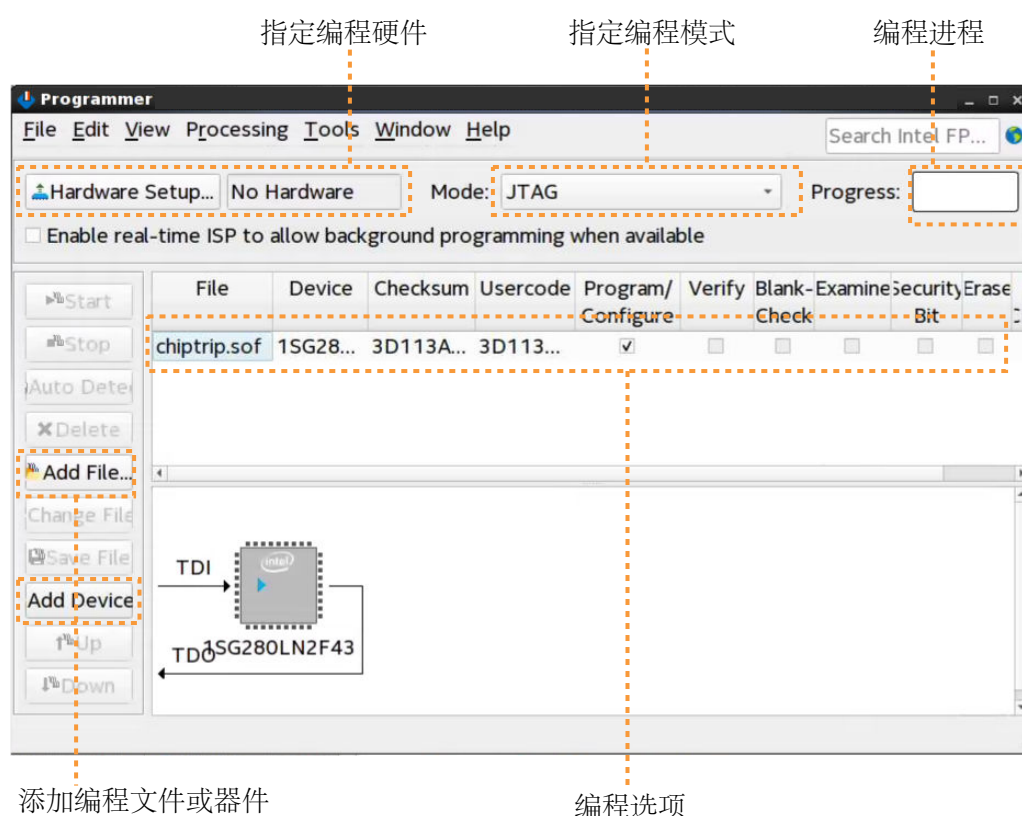 指定编程硬件 指定编程模式 编程进程
Programmer
File Edit View Processing Tools Window Help
Search Intel FP...
Hardware Setup... No Hardware Mode: JTAG Progress:
Enable real-time ISP to allow background programming when available
File Device Checksum Usercode Program/ Verify Blank- Examine Security Erase
Configure Check Bit
chiptrip.sof 1SG28... 3D113A... 3D113...
Start
Stop
Auto Dete
Delete
Add File...
Change File
Save File
Add Device
Up
Down
TDI
intel
1SG280LN2F43
TDO
添加编程文件或器件 编程选项